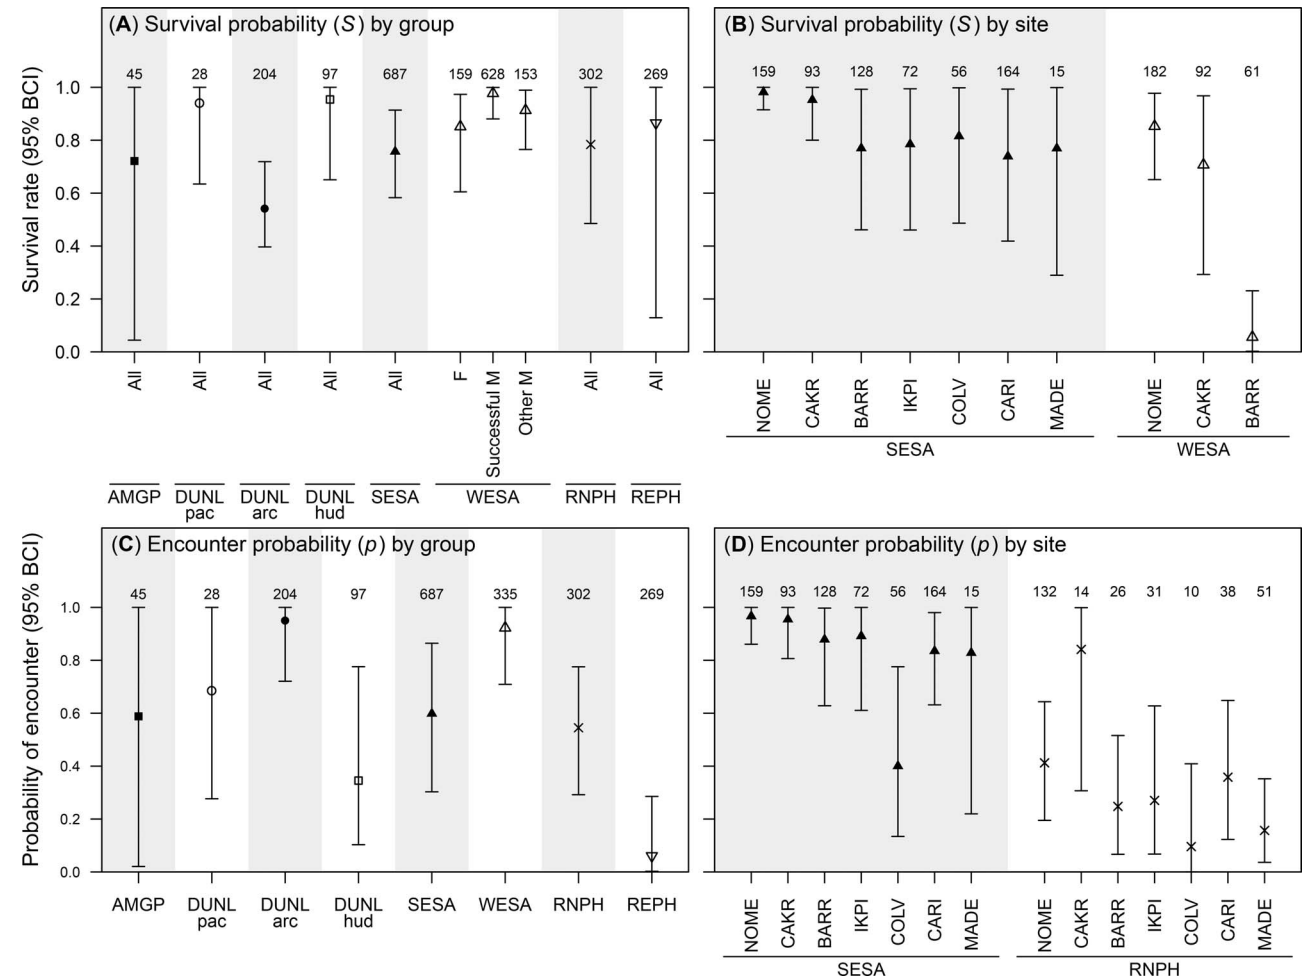 (A) Survival probability (S) by group
45 28 204 97 687 159 628 153 302 269
Survival rate (95% BCI)
1.0
0.8
0.6
0.4
0.2
0.0
All All All All All F Successful M Other M All All
AMGP DUNL pac DUNL arc DUNL hud SESA WESA RNPH REPH
(B) Survival probability (S) by site
159 93 128 72 56 164 15 182 92 61
NOME CAKR BARR IKPI COLV CARI MADE NOME CAKR BARR
SESA WESA
(C) Encounter probability (p) by group
45 28 204 97 687 335 302 269
Probability of encounter (95% BCI)
1.0
0.8
0.6
0.4
0.2
0.0
AMGP DUNL pac DUNL arc DUNL hud SESA WESA RNPH REPH
(D) Encounter probability (p) by site
159 93 128 72 56 164 15 132 14 26 31 10 38 51
NOME CAKR BARR IKPI COLV CARI MADE NOME CAKR BARR IKPI COLV CARI MADE
SESA RNPH